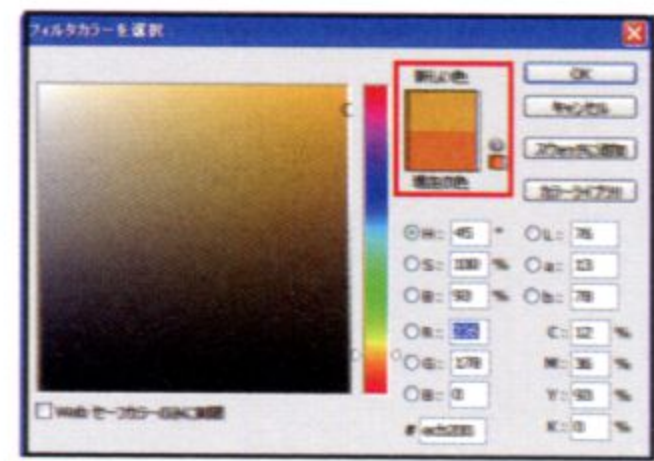 フィルタカラーを選択
新しい色
現在の色
OK
キャンセル
スウォッチに追加
カラーライブラリ
H: 45 °
S: 100 %
B: 93 %
R:
G: 178
B: 0
L: 76
a: 13
b: 78
C: 12 %
M: 36 %
Y: 93 %
K: 0 %
#
Web セーフカラーのみに制限